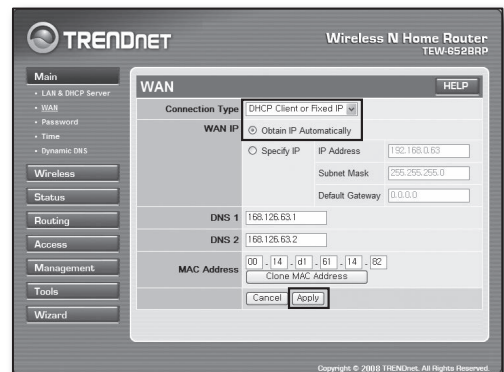 TRENDNET
Wireless N Home Router
TEW-652BRP
Main
• LAN & DHCP Server
• WAN
• Password
• Time
• Dynamic DNS
Wireless
Status
Routing
Access
Management
Tools
Wizard
WAN
HELP
Connection Type DHCP Client or Fixed IP
WAN IP Obtain IP Automatically
Specify IP IP Address 192.168.0.63
Subnet Mask 255.255.255.0
Default Gateway 0.0.0.0
DNS 1 168.126.63.1
DNS 2 168.126.63.2
MAC Address 00 - 14 - d1 - 61 - 14 - 82
Clone MAC Address
Cancel Apply
Copyright © 2008 TRENDnet. All Rights Reserved.